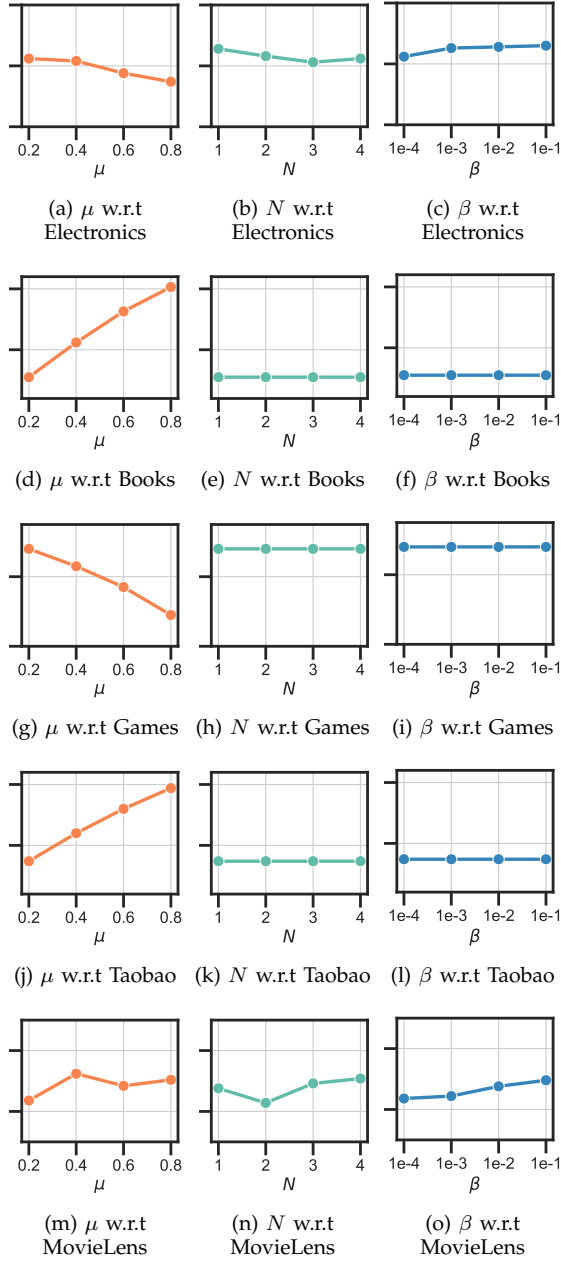 0.2 0.4 0.6 0.8 1 2 3 4 1e-4 1e-3 1e-2 1e-1
μ N β
(a) μ w.r.t (b) N w.r.t (c) β w.r.t
Electronics Electronics Electronics
0.2 0.4 0.6 0.8 1 2 3 4 1e-4 1e-3 1e-2 1e-1
μ N β
(d) μ w.r.t Books (e) N w.r.t Books (f) β w.r.t Books
0.2 0.4 0.6 0.8 1 2 3 4 1e-4 1e-3 1e-2 1e-1
μ N β
(g) μ w.r.t Games (h) N w.r.t Games (i) β w.r.t Games
0.2 0.4 0.6 0.8 1 2 3 4 1e-4 1e-3 1e-2 1e-1
μ N β
(j) μ w.r.t Taobao (k) N w.r.t Taobao (l) β w.r.t Taobao
0.2 0.4 0.6 0.8 1 2 3 4 1e-4 1e-3 1e-2 1e-1
μ N β
(m) μ w.r.t (n) N w.r.t (o) β w.r.t
MovieLens MovieLens MovieLens